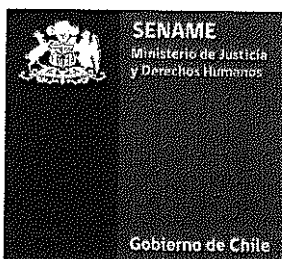 SENAME
Ministerio de Justicia
y Derechos Humanos
Gobierno de Chile